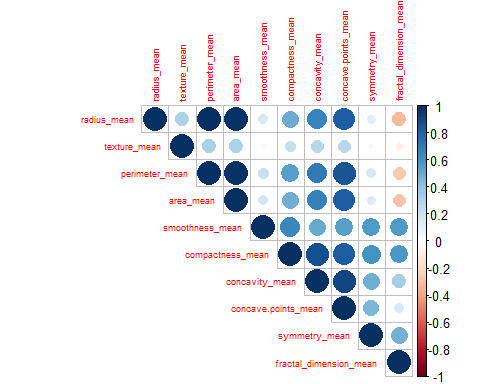 radius_mean
texture_mean
perimeter_mean
area_mean
smoothness_mean
compactness_mean
concavity_mean
concave.points_mean
symmetry_mean
fractal_dimension_mean
radius_mean
texture_mean
perimeter_mean
area_mean
smoothness_mean
compactness_mean
concavity_mean
concave.points_mean
symmetry_mean
fractal_dimension_mean
1
0.8
0.6
0.4
0.2
0
-0.2
-0.4
-0.6
-0.8
-1